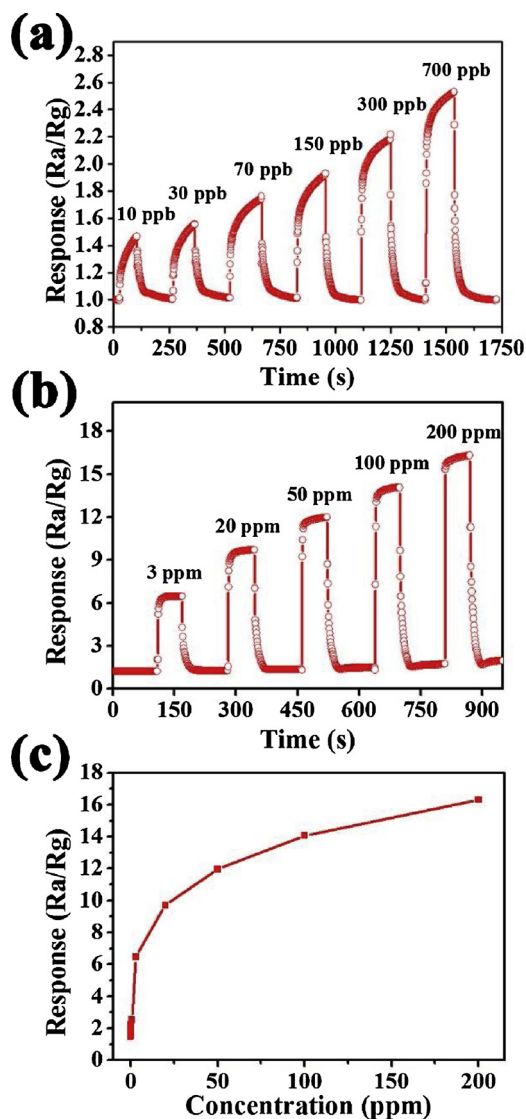 (a)
2.8
2.6
2.4
2.2
2.0
1.8
1.6
1.4
1.2
1.0
0.8
Response (Ra/Rg)
10 ppb
30 ppb
70 ppb
150 ppb
300 ppb
700 ppb
0 250 500 750 1000 1250 1500 1750
Time (s)
(b)
18
15
12
9
6
3
0
Response (Ra/Rg)
3 ppm
20 ppm
50 ppm
100 ppm
200 ppm
0 150 300 450 600 750 900
Time (s)
(c)
18
16
14
12
10
8
6
4
2
0
Response (Ra/Rg)
0 50 100 150 200
Concentration (ppm)